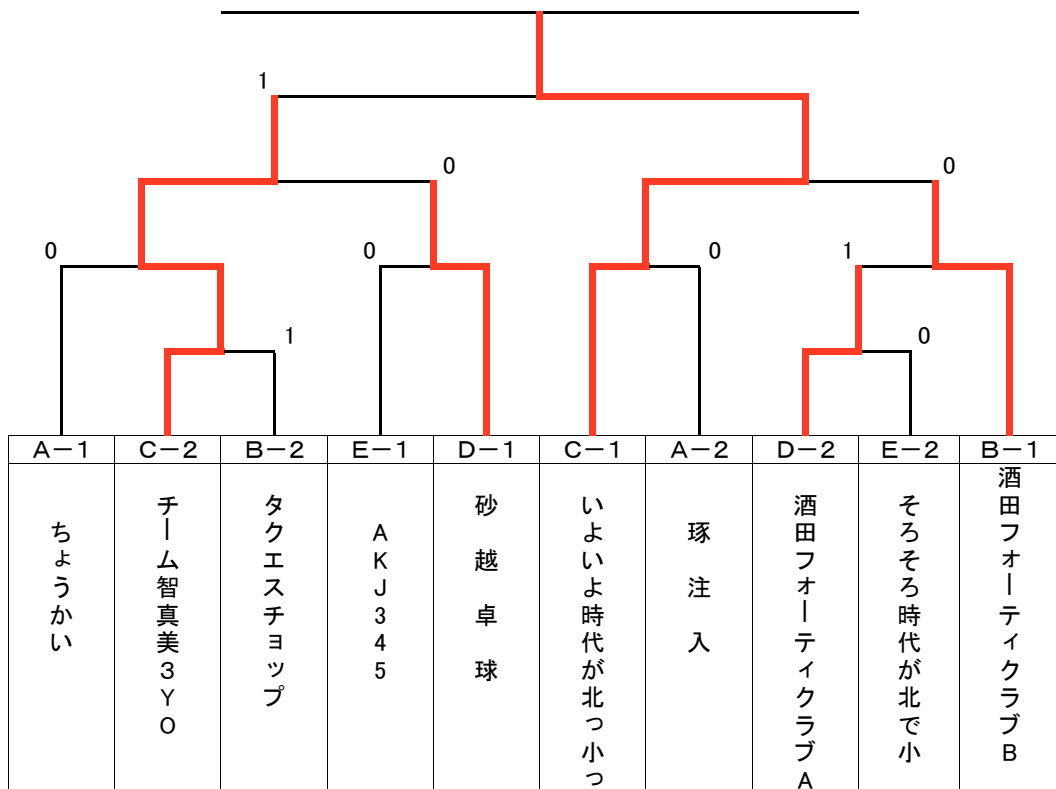 1
0
0
0
0
0
1
1
0
A－1
C－2
B－2
E－1
D－1
C－1
A－2
D－2
E－2
B－1
ちょうかい
チーム智真美３ＹＯ
タクエスチョップ
ＡＫＪ３４５
砂越卓球
いよいよ時代が北っ小っ
琢注入
酒田フォーティクラブA
そろそろ時代が北で小
酒田フォーティクラブB